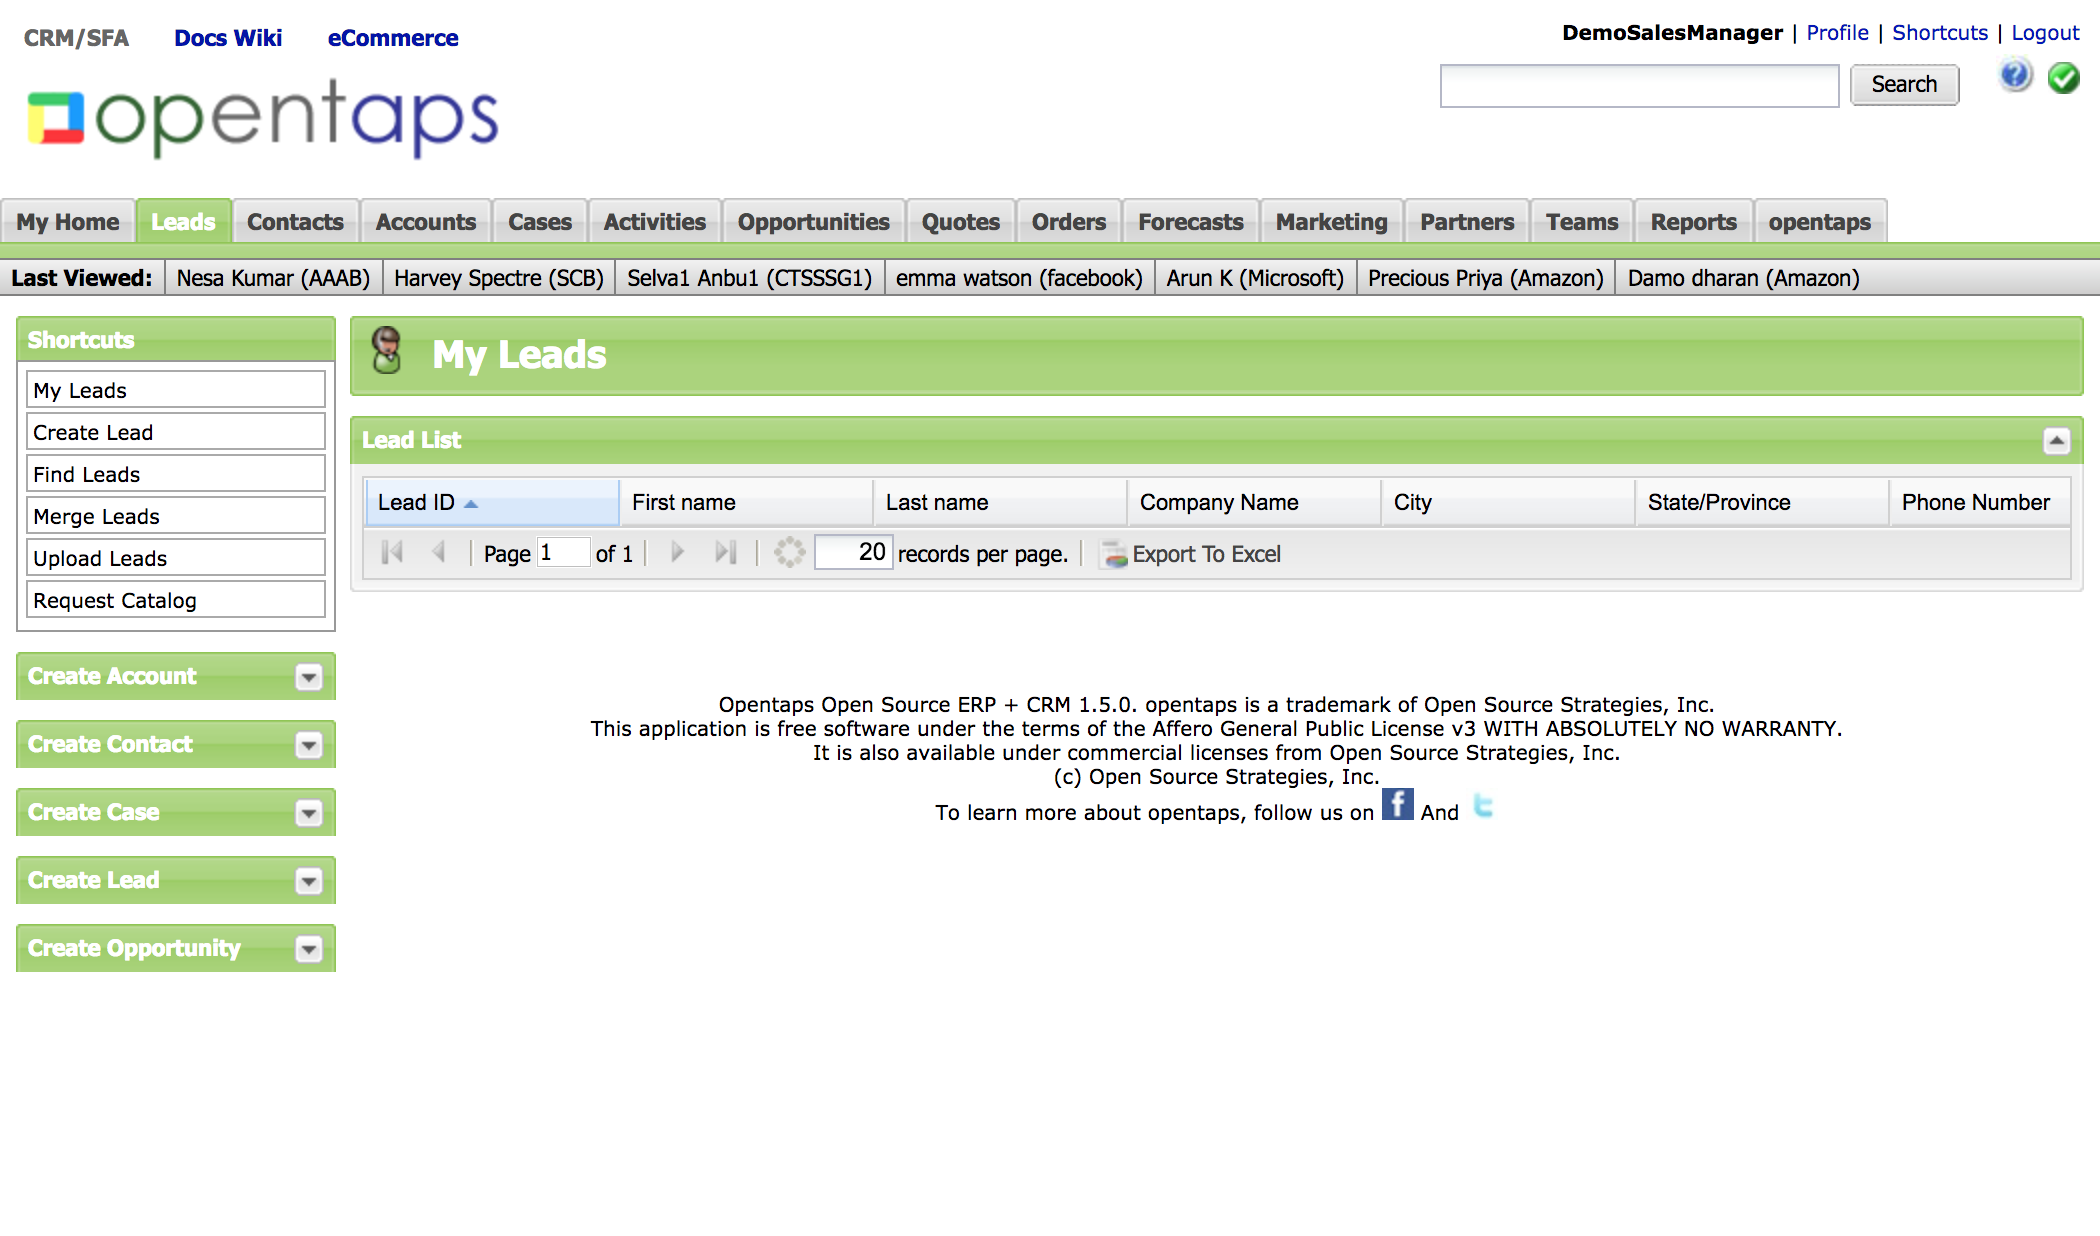 CRM/SFA Docs Wiki eCommerce
DemoSalesManager | Profile | Shortcuts | Logout
opentaps
Search
My Home Leads Contacts Accounts Cases Activities Opportunities Quotes Orders Forecasts Marketing Partners Teams Reports opentaps
Last Viewed: Nesa Kumar (AAAB) Harvey Spectre (SCB) Selva1 Anbu1 (CTSSSG1) emma watson (facebook) Arun K (Microsoft) Precious Priya (Amazon) Damo dharan (Amazon)
Shortcuts
My Leads
Create Lead
Find Leads
Merge Leads
Upload Leads
Request Catalog
Create Account
Create Contact
Create Case
Create Lead
Create Opportunity
My Leads
Lead List
Lead ID First name Last name Company Name City State/Province Phone Number
Page 1 of 1 | 20 records per page. Export To Excel
Opentaps Open Source ERP + CRM 1.5.0. opentaps is a trademark of Open Source Strategies, Inc.
This application is free software under the terms of the Affero General Public License v3 WITH ABSOLUTELY NO WARRANTY.
It is also available under commercial licenses from Open Source Strategies, Inc.
(c) Open Source Strategies, Inc.
To learn more about opentaps, follow us on f And t